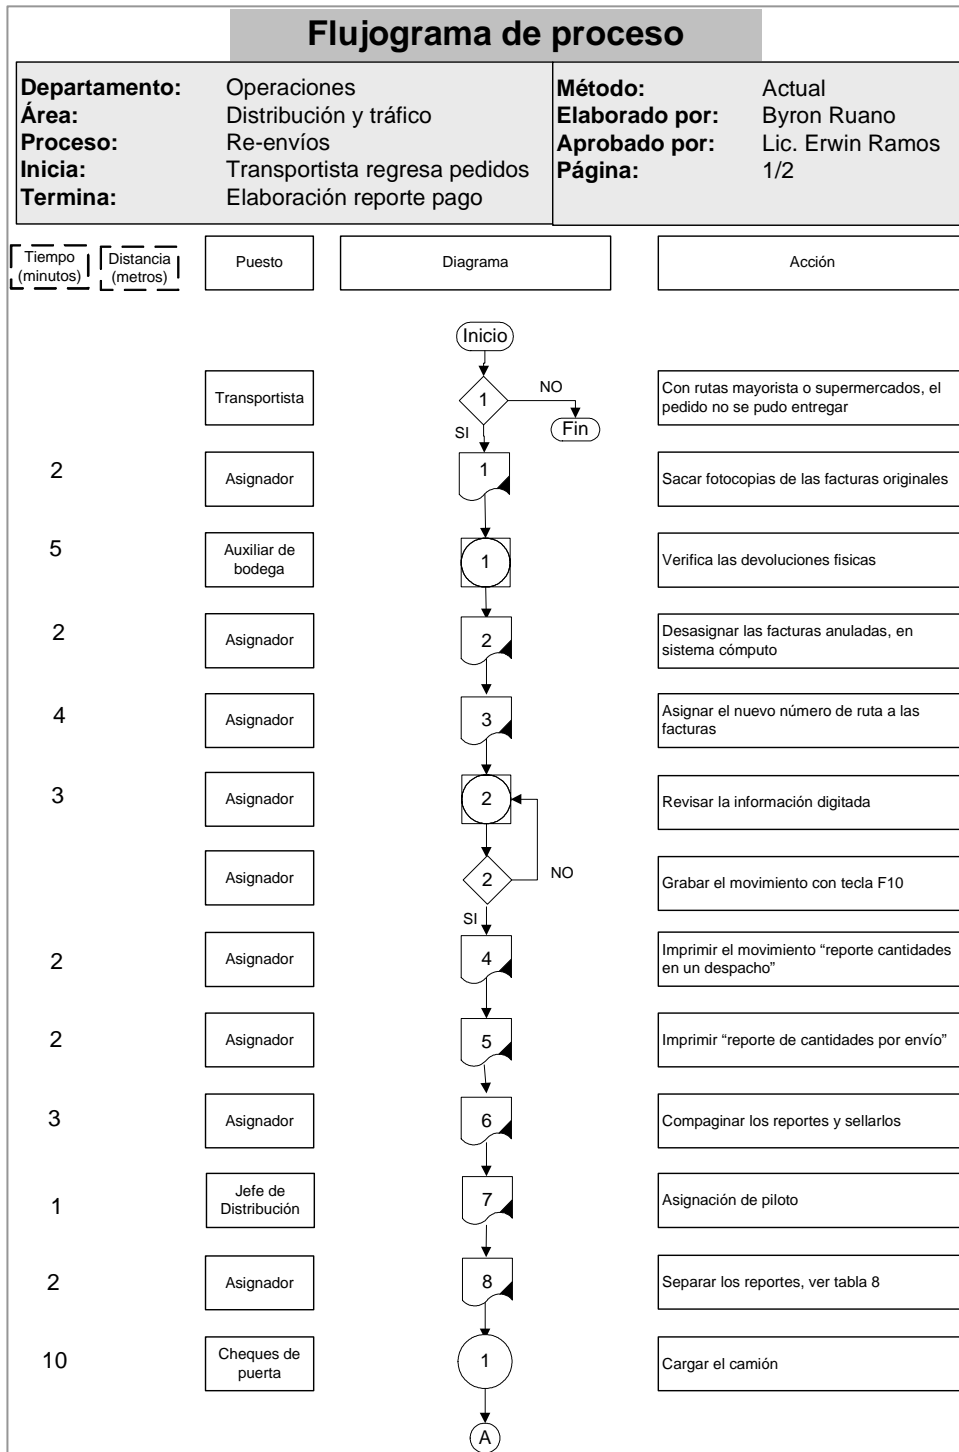 Flujograma de proceso
Departamento: Operaciones
Área: Distribución y tráfico
Proceso: Re-envíos
Inicia: Transportista regresa pedidos
Termina: Elaboración reporte pago
Método: Actual
Elaborado por: Byron Ruano
Aprobado por: Lic. Erwin Ramos
Página: 1/2
Tiempo
(minutos)
Distancia
(metros)
Puesto
Diagrama
Acción
Inicio
Transportista
1
NO
Fin
SI
Con rutas mayorista o supermercados, el
pedido no se pudo entregar
2
Asignador
1
Sacar fotocopias de las facturas originales
5
Auxiliar de
bodega
1
Verifica las devoluciones fisicas
2
Asignador
2
Desasignar las facturas anuladas, en
sistema cómputo
4
Asignador
3
Asignar el nuevo número de ruta a las
facturas
3
Asignador
2
Revisar la información digitada
Asignador
2
NO
SI
Grabar el movimiento con tecla F10
2
Asignador
4
Imprimir el movimiento “reporte cantidades
en un despacho”
2
Asignador
5
Imprimir “reporte de cantidades por envío”
3
Asignador
6
Compaginar los reportes y sellarlos
1
Jefe de
Distribución
7
Asignación de piloto
2
Asignador
8
Separar los reportes, ver tabla 8
10
Cheques de
puerta
1
Cargar el camión
A